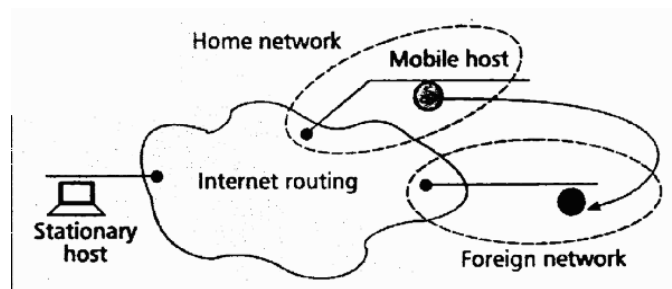 Home network
Mobile host
Internet routing
Stationary
host
Foreign network